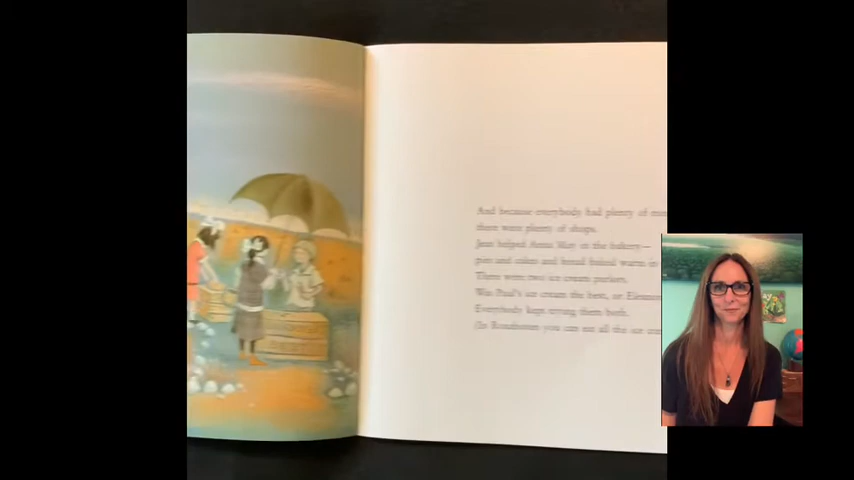 And because everybody had plenty of
there were plenty of shops.
Jean helped Anna May in the bakery—
pies and cakes and bread baked warm in
There were two ice cream parlors.
Was Paul's ice cream the best, or Eleanor
Everybody kept trying them both.
(In Roxaboxen you can eat all the ice